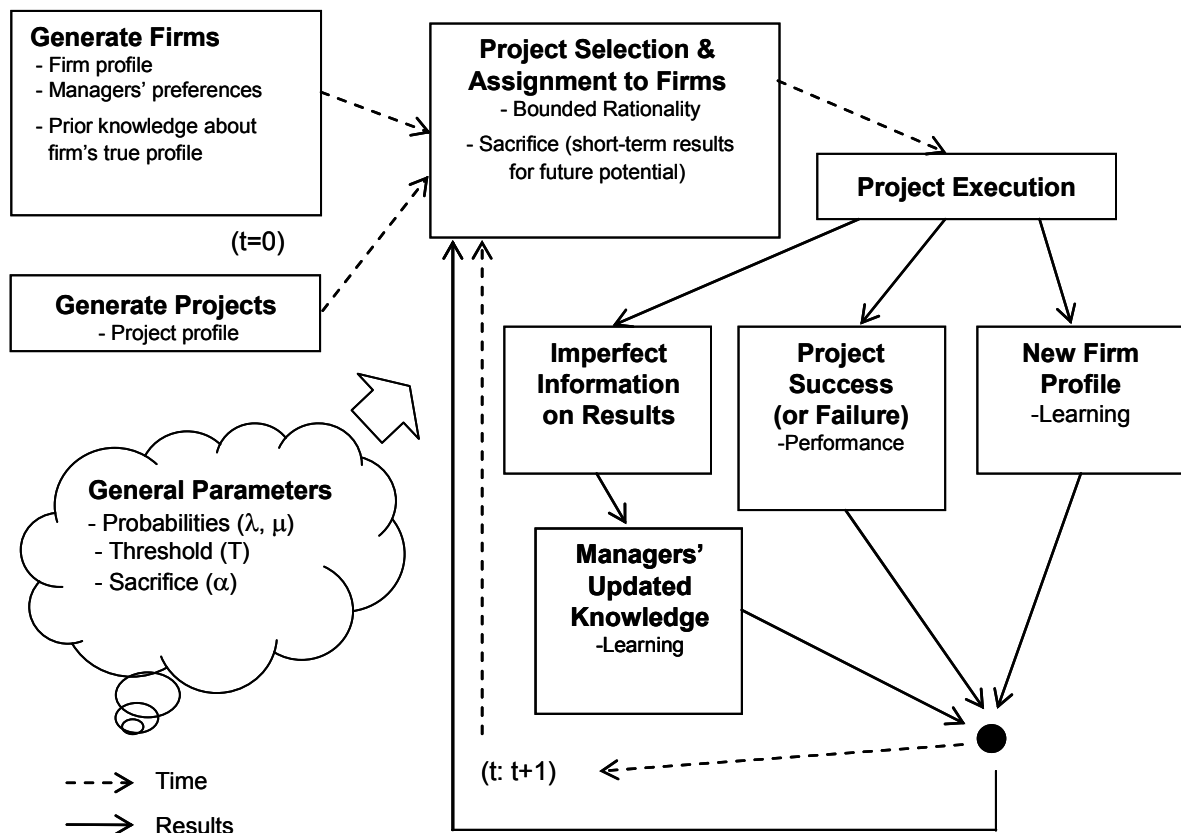 Generate Firms
- Firm profile
- Managers’ preferences
- Prior knowledge about
firm’s true profile
Project Selection &
Assignment to Firms
- Bounded Rationality
- Sacrifice (short-term results
for future potential)
Project Execution
(t=0)
Generate Projects
- Project profile
Imperfect
Information
on Results
Project
Success
(or Failure)
-Performance
New Firm
Profile
-Learning
General Parameters
- Probabilities (λ, μ)
- Threshold (T)
- Sacrifice (α)
Managers’
Updated
Knowledge
-Learning
(t: t+1)
Time
Results